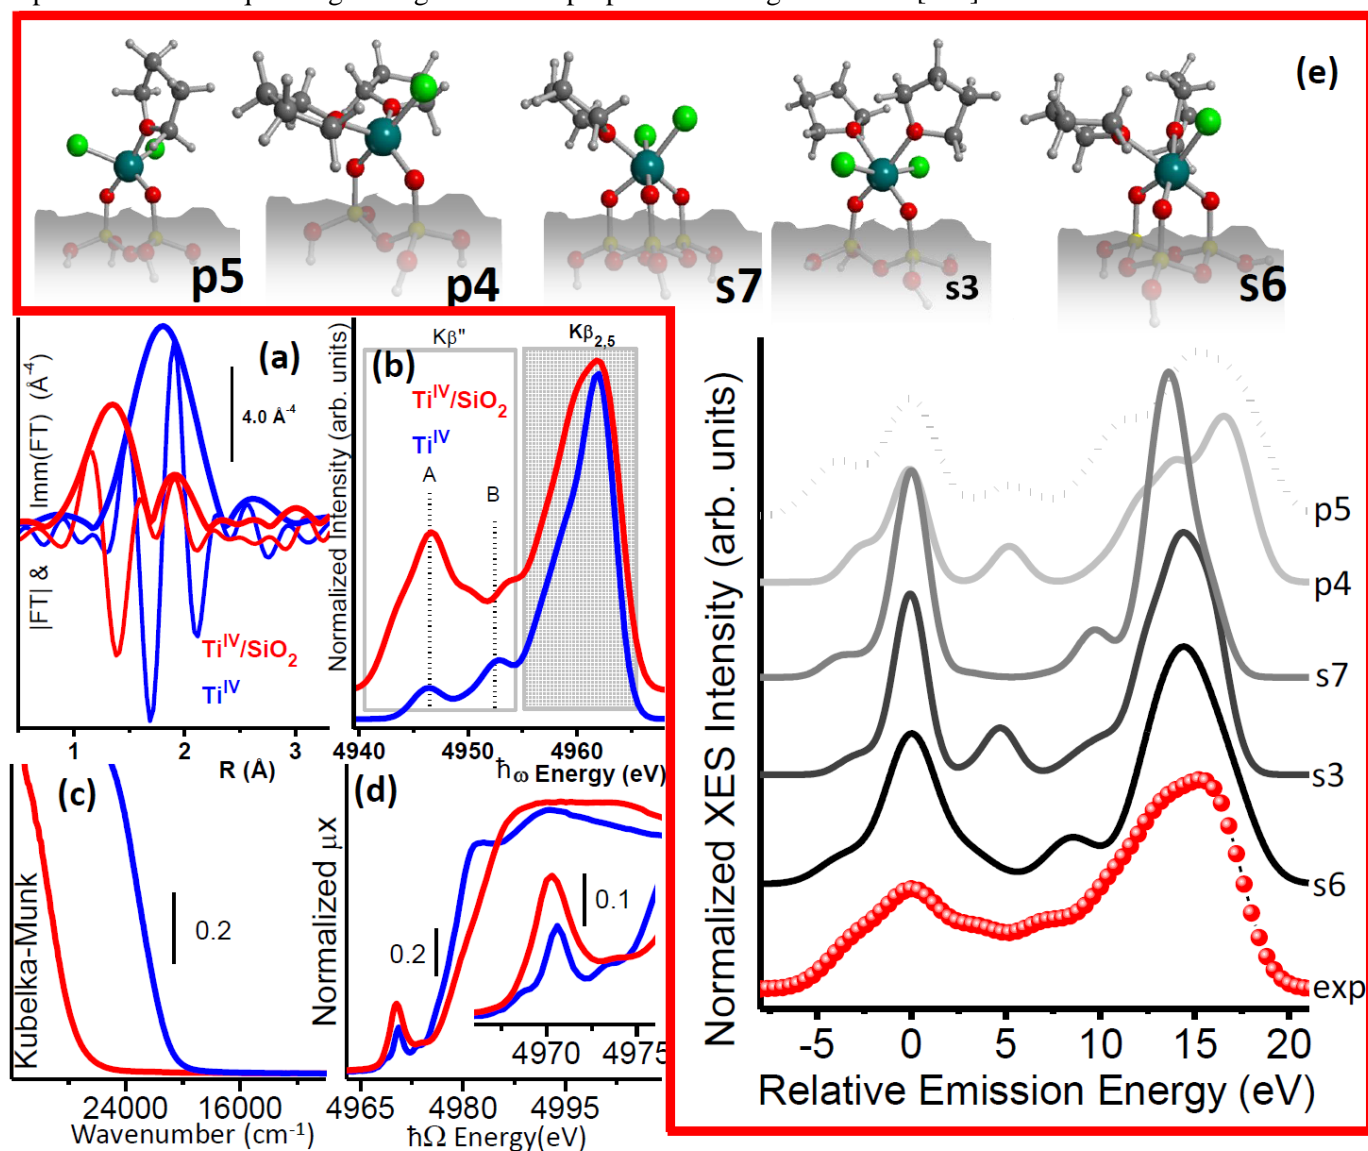 (e)
p5
p4
s7
s3
s6
(a)
|FT| & Imm(FT) (Å⁻⁴)
4.0 Å⁻⁴
Ti^IV/SiO₂
Ti^IV
1 2 3
R (Å)
(b)
Normalized Intensity (arb. units)
Kβ"
Kβ₂,₅
Ti^IV/SiO₂
Ti^IV
A
B
4940 4950 4960
ħω Energy (eV)
(c)
Kubelka-Munk
0.2
24000 16000
Wavenumber (cm⁻¹)
(d)
Normalized μx
0.2
0.1
4970 4975
4965 4980 4995
ħΩ Energy(eV)
Normalized XES Intensity (arb. units)
p5
p4
s7
s3
s6
exp
-5 0 5 10 15 20
Relative Emission Energy (eV)